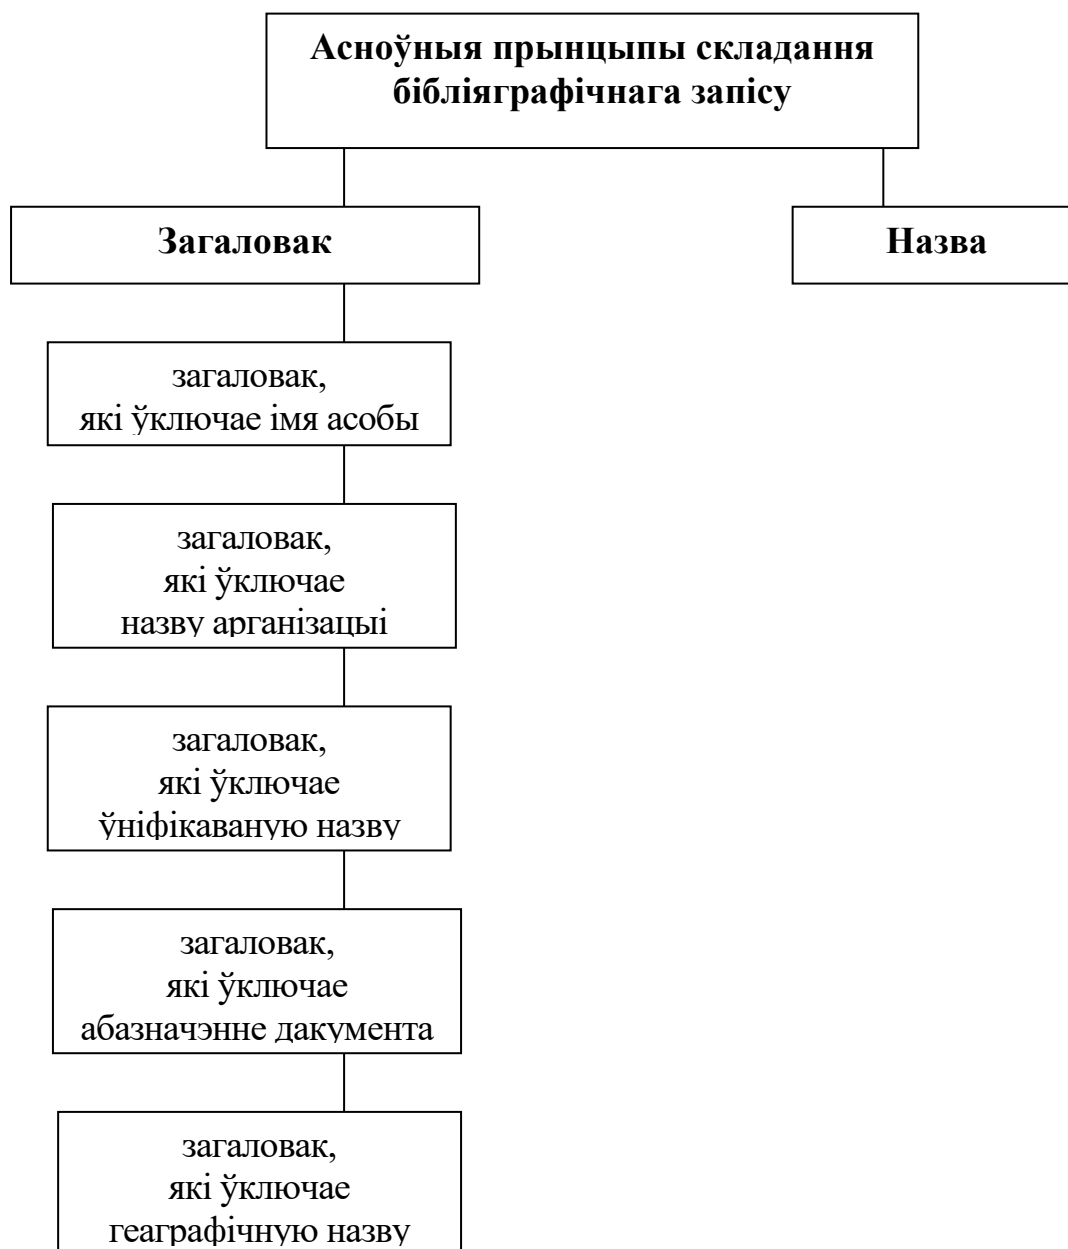 Асноўныя прынцыпы складання
бібліяграфічнага запісу
Загаловак
Назва
загаловак,
які ўключае імя асобы
загаловак,
які ўключае
назву арганізацыі
загаловак,
які ўключае
ўніфікаваную назву
загаловак,
які ўключае
абазначэнне дакумента
загаловак,
які ўключае
геаграфічную назву